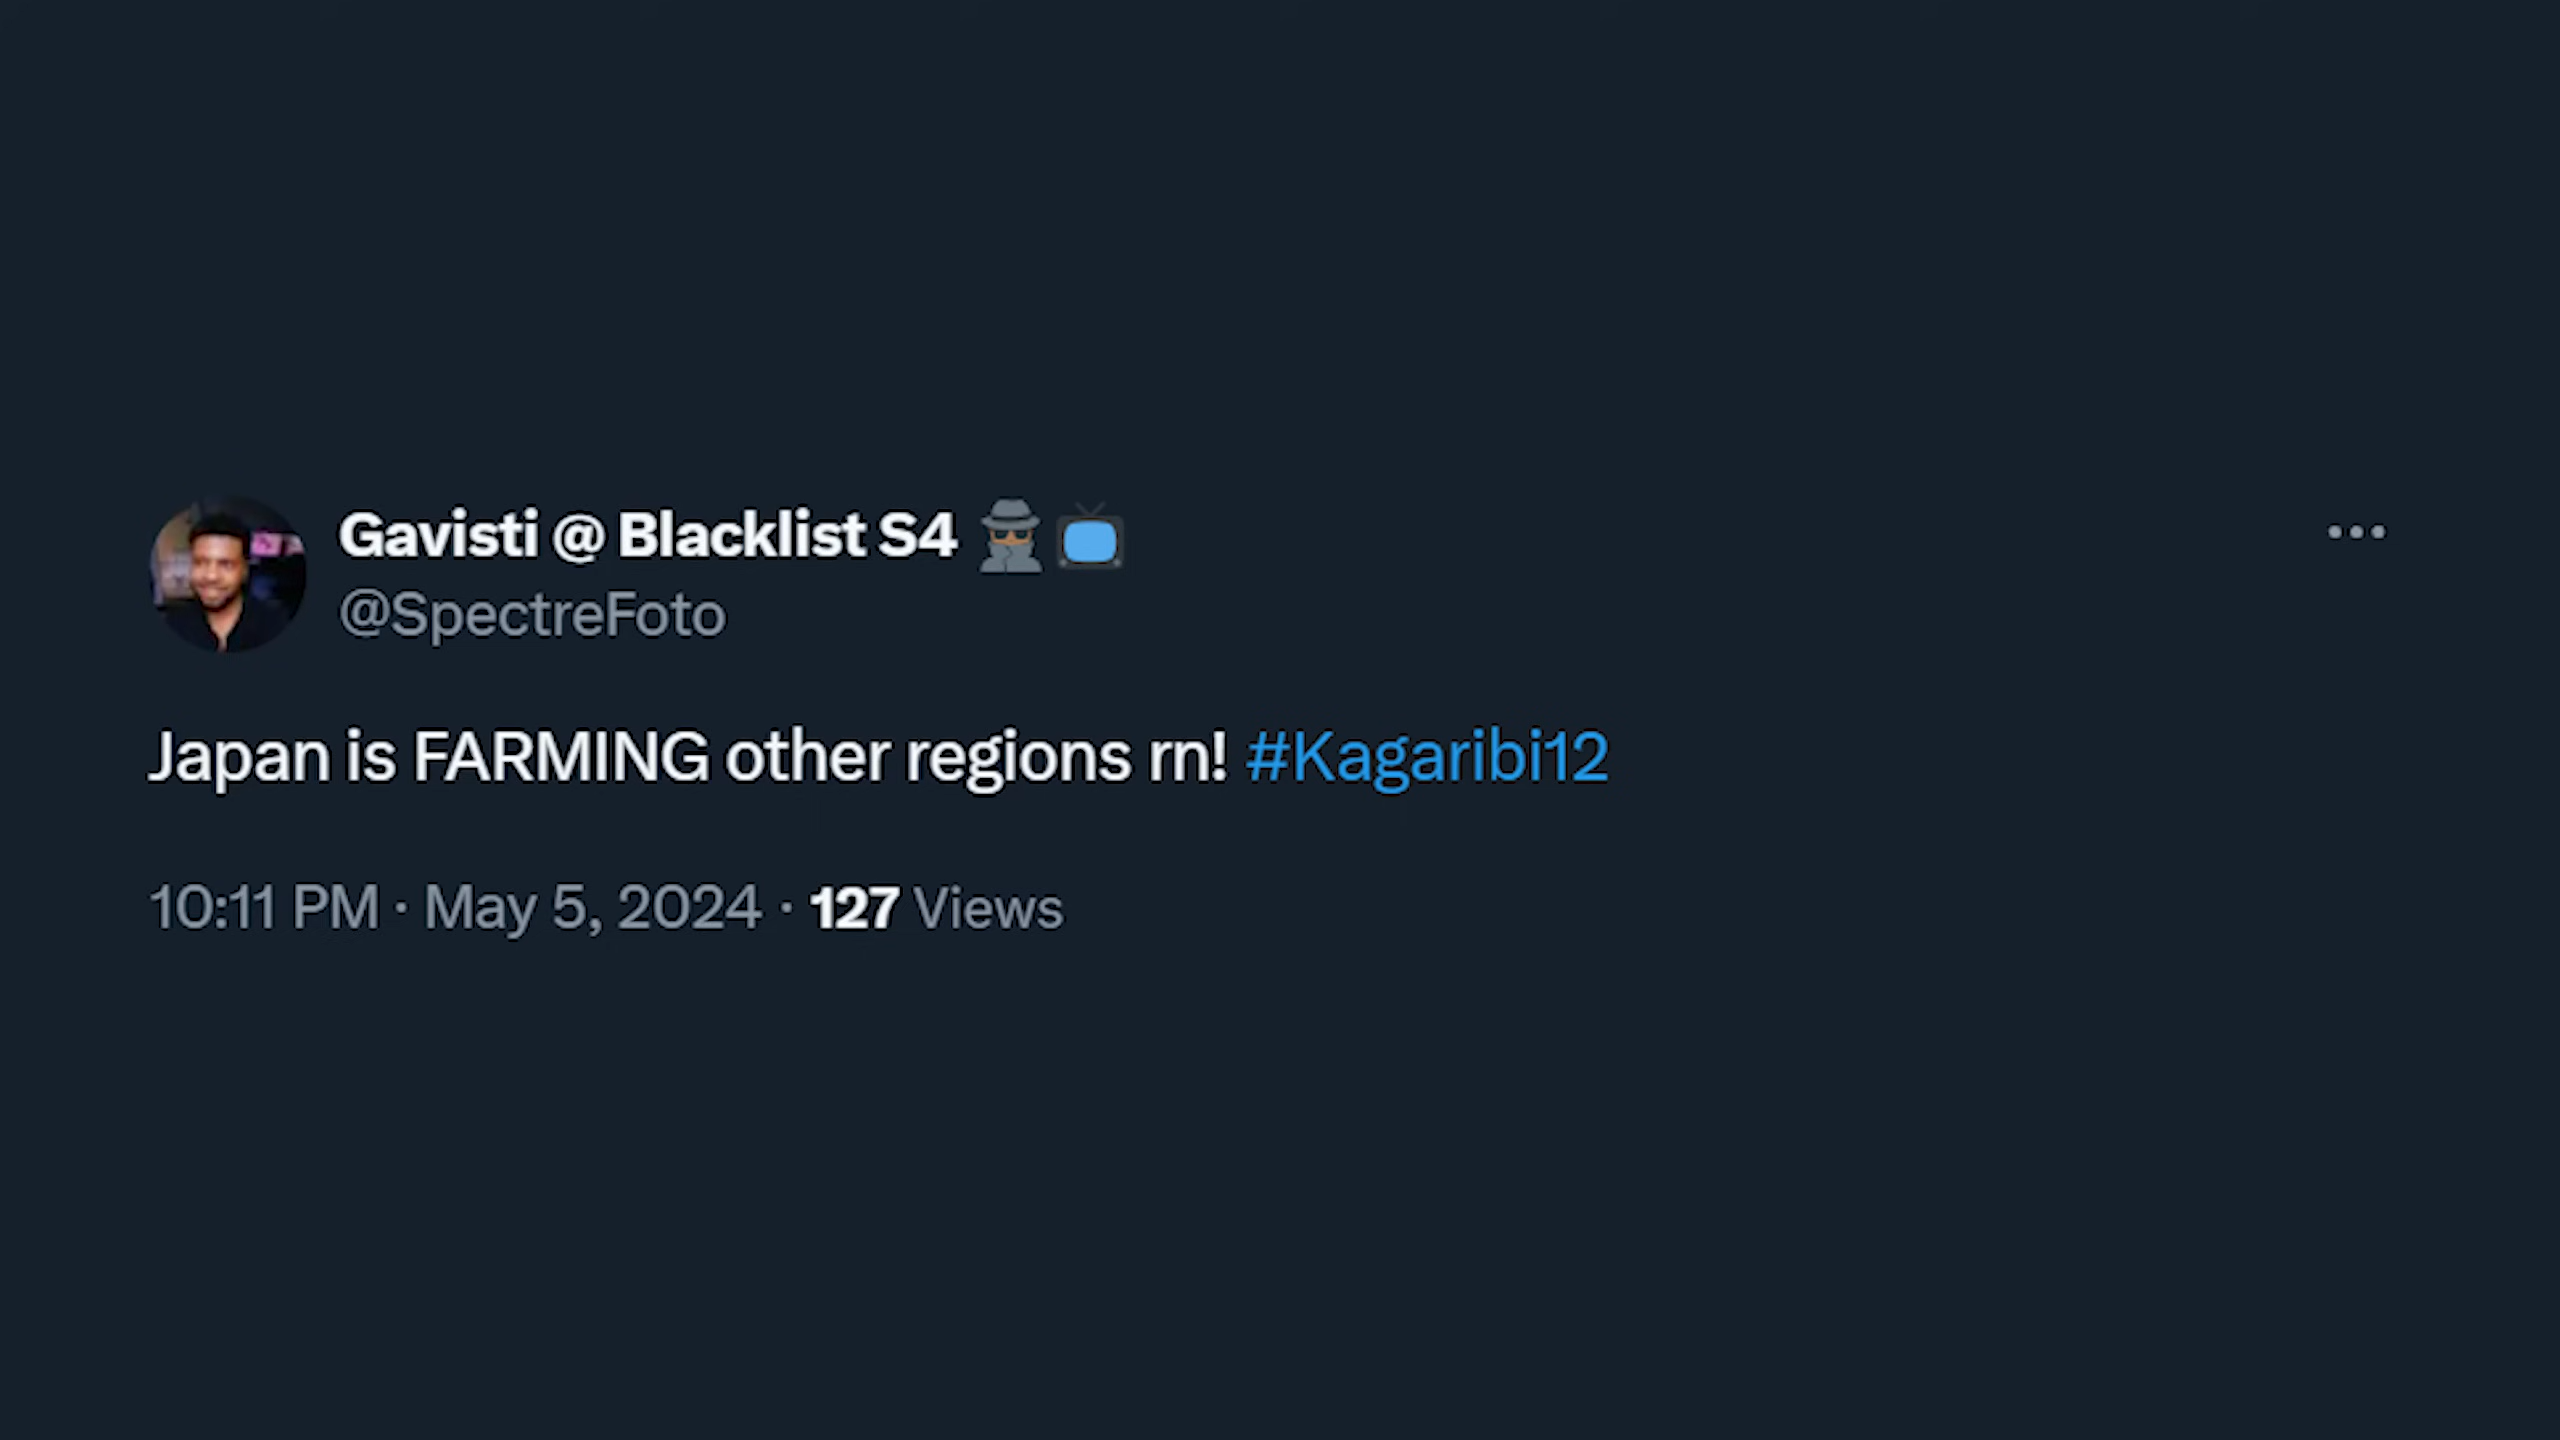 Gavisti @ Blacklist S4 🕵🏽📺
@SpectreFoto
Japan is FARMING other regions rn! #Kagaribi12
10:11 PM · May 5, 2024 · 127 Views